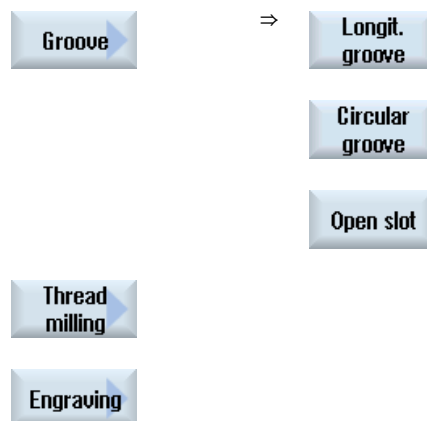 Groove ⇒ Longit.
groove
Circular
groove
Open slot
Thread
milling
Engraving